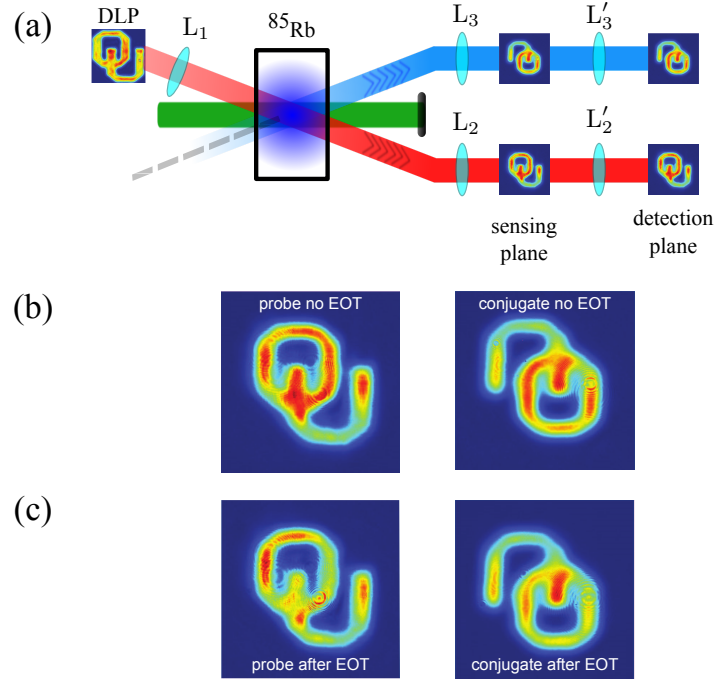 (a)
DLP
L₁
⁸⁵Rb
L₃
L′₃
L₂
L′₂
sensing
plane
detection
plane
(b)
probe no EOT
conjugate no EOT
(c)
probe after EOT
conjugate after EOT